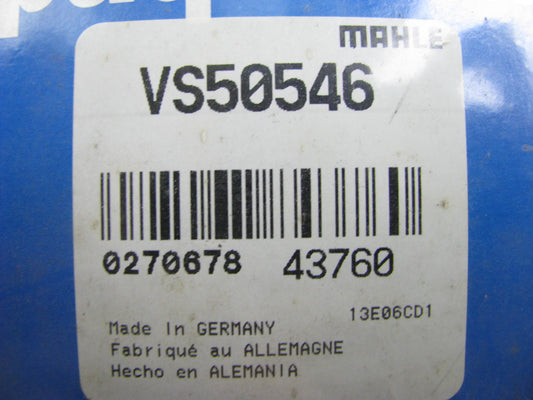 MAHLE
VS50546
0270678 43760
13E06CD1
Made In GERMANY
Fabriqué au ALLEMAGNE
Hecho en ALEMANIA